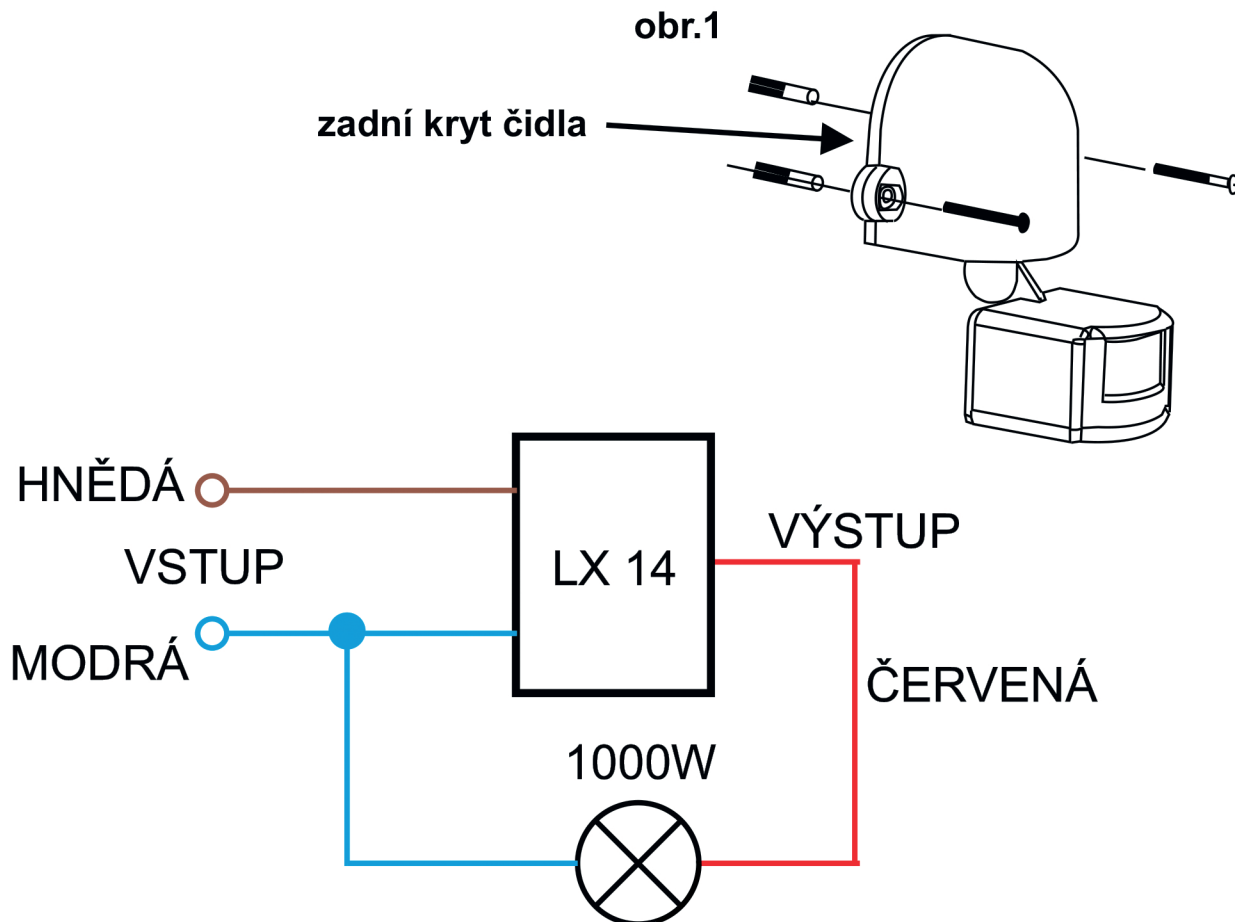 obr.1
zadní kryt čidla
HNĚDÁ
VSTUP
MODRÁ
LX 14
VÝSTUP
ČERVENÁ
1000W